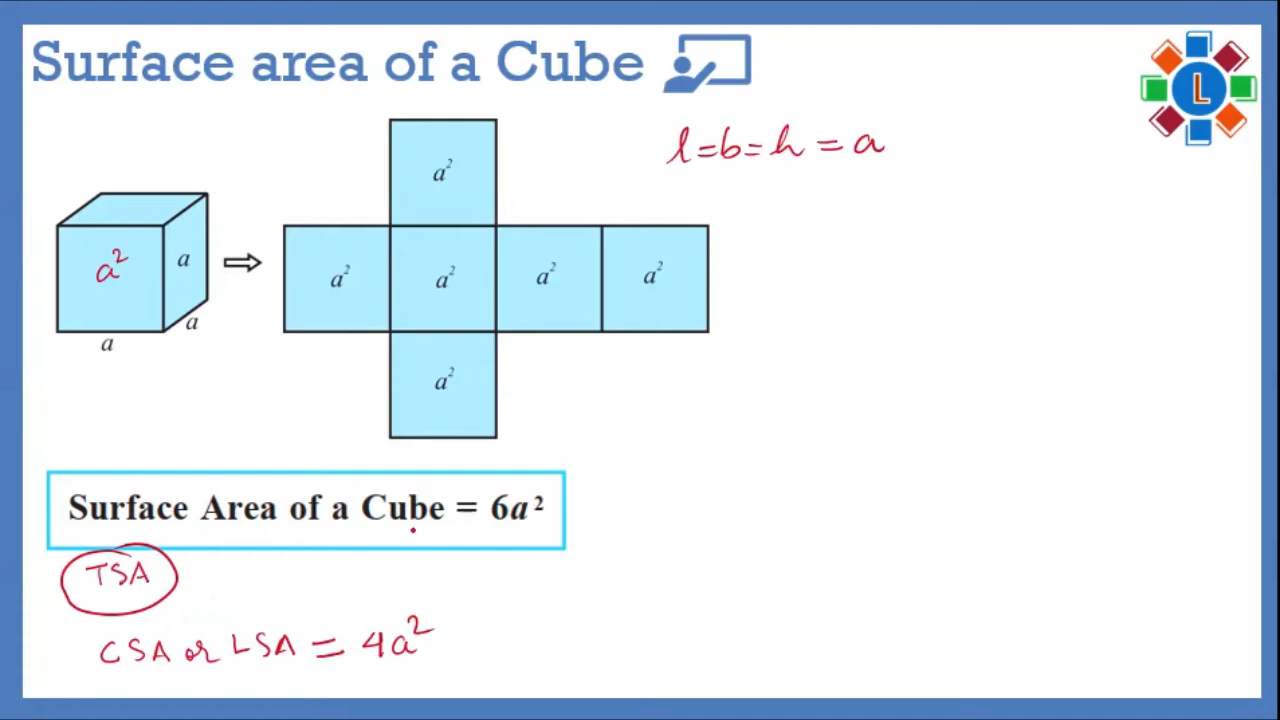 Surface area of a Cube
L
l=b=h=a
a²
a²
a
a² a² a² a²
a
a
a²
Surface Area of a Cube = 6a²
TSA
CSA or LSA = 4a²